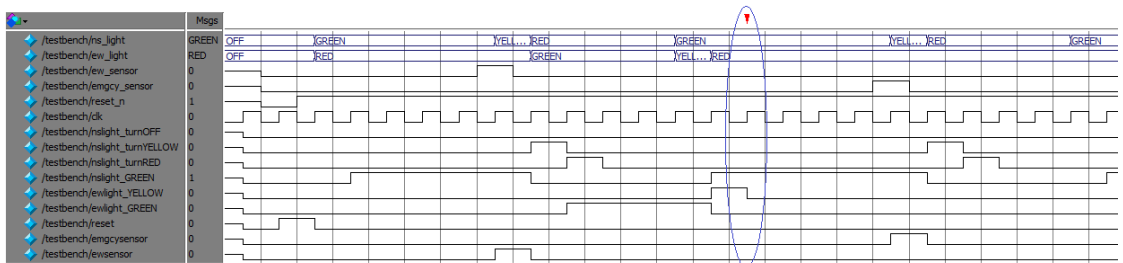 Msgs
/testbench/ns_light GREEN OFF GREEN YELL... RED GREEN YELL... RED GREEN
/testbench/ew_light RED OFF RED GREEN YELL... RED
/testbench/ew_sensor 0
/testbench/emgcy_sensor 0
/testbench/reset_n 1
/testbench/clk 0
/testbench/nslight_turnOFF 0
/testbench/nslight_turnYELLOW 0
/testbench/nslight_turnRED 0
/testbench/nslight_GREEN 1
/testbench/ewlight_YELLOW 0
/testbench/ewlight_GREEN 0
/testbench/reset 0
/testbench/emgcysensor 0
/testbench/ewsensor 0